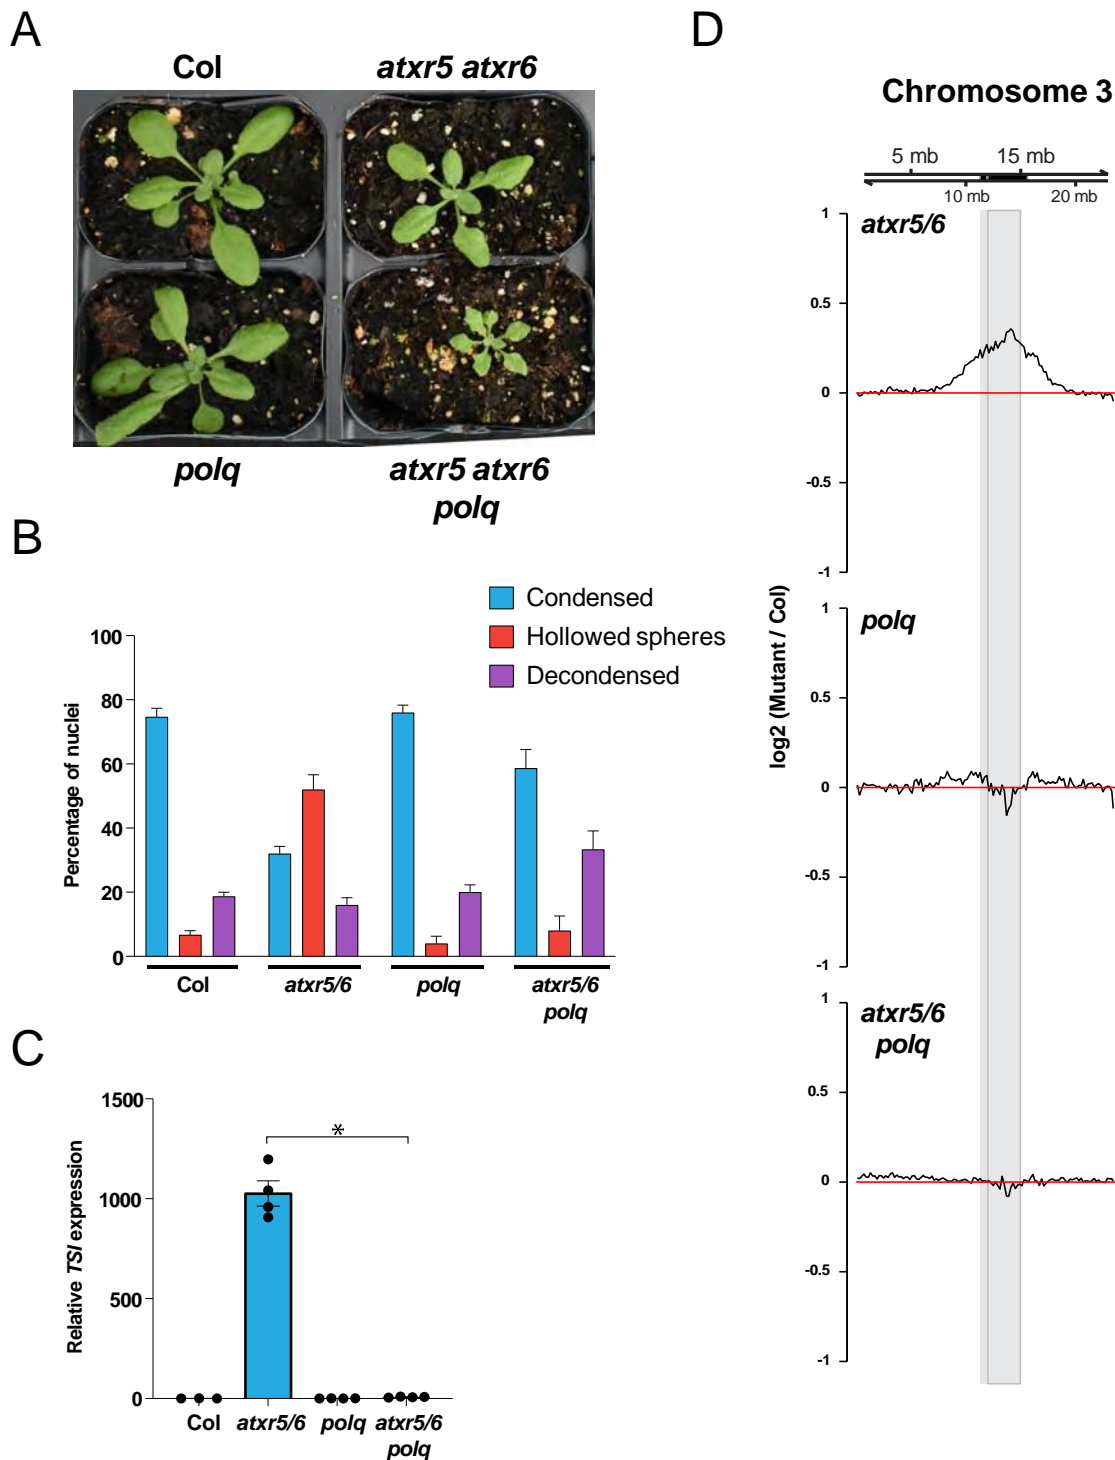 A
Col
atxr5 atxr6
polq
atxr5 atxr6
polq
B
Condensed
Hollowed spheres
Decondensed
Percentage of nuclei
100
80
60
40
20
0
Col
atxr5/6
polq
atxr5/6
polq
C
Relative TSI expression
1500
1000
500
0
*
Col
atxr5/6
polq
atxr5/6
polq
D
Chromosome 3
5 mb
15 mb
10 mb
20 mb
log2 (Mutant / Col)
atxr5/6
1
0.5
0
-0.5
-1
polq
1
0.5
0
-0.5
-1
atxr5/6
polq
1
0.5
0
-0.5
-1